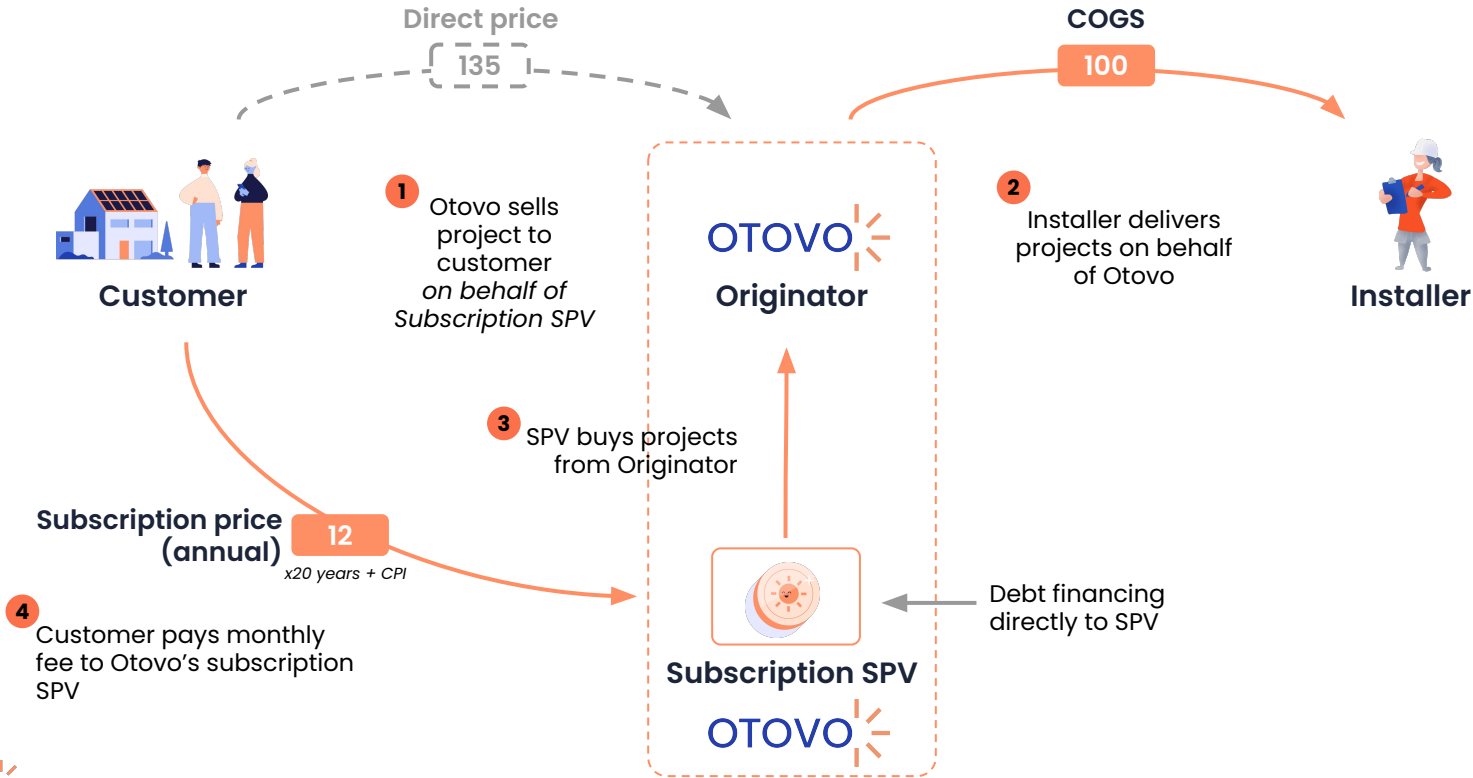 Direct price
135
COGS
100
1
Otovo sells
project to
customer
on behalf of
Subscription SPV
2
Installer delivers
projects on behalf
of Otovo
OTOVO
Customer
Originator
Installer
3
SPV buys projects
from Originator
Subscription price
(annual)
12
x20 years + CPI
4
Customer pays monthly
fee to Otovo’s subscription
SPV
Debt financing
directly to SPV
Subscription SPV
OTOVO